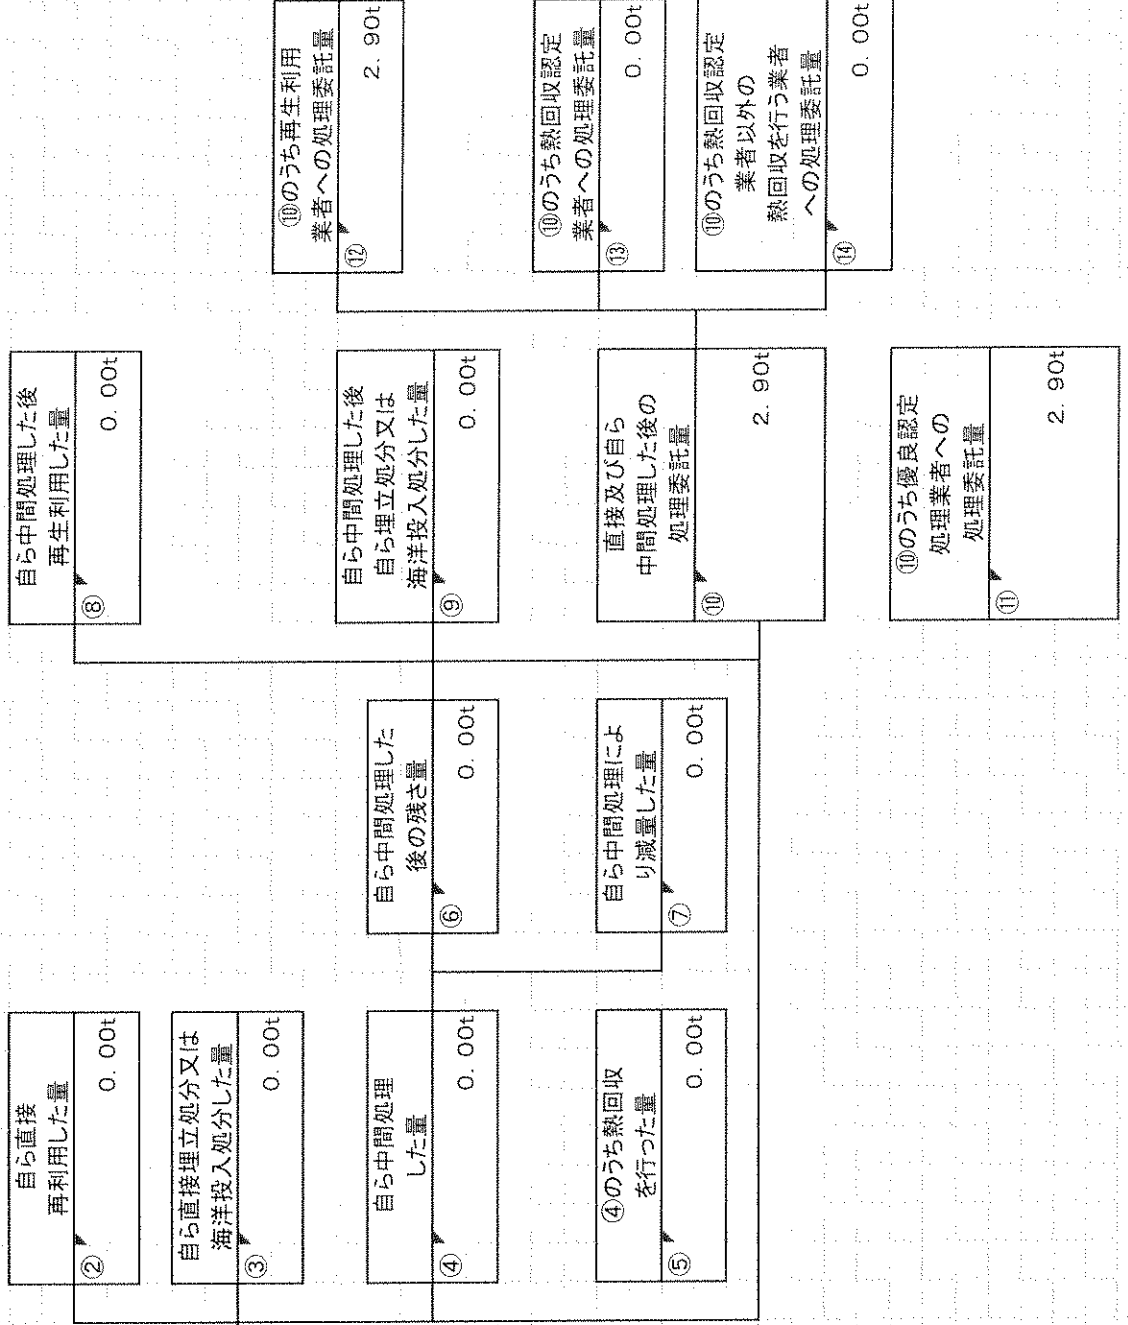 自ら直接
再利用した量
②
0. 00t
自ら直接埋立処分又は
海洋投入処分した量
③
0. 00t
自ら中間処理
した量
④
0. 00t
④のうち熱回収
を行った量
⑤
0. 00t
自ら中間処理した
後の残さ量
⑥
0. 00t
自ら中間処理によ
り減量した量
⑦
0. 00t
自ら中間処理した後
再生利用した量
⑧
0. 00t
自ら中間処理した後
自ら埋立処分又は
海洋投入処分した量
⑨
0. 00t
直接及び自ら
中間処理した後の
処理委託量
⑩
2. 90t
⑩のうち優良認定
処理業者への
処理委託量
⑪
2. 90t
⑩のうち再生利用
業者への処理委託量
⑫
2. 90t
⑩のうち熱回収認定
業者への処理委託量
⑬
0. 00t
⑩のうち熱回収認定
業者以外の
熱回収を行う業者
への処理委託量
⑭
0. 00t